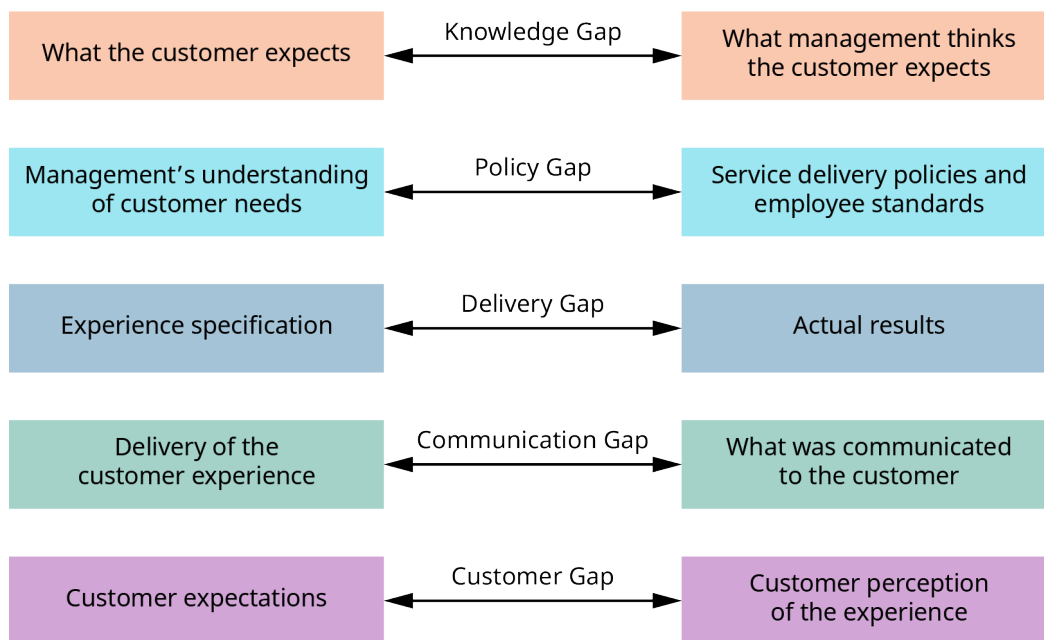 What the customer expects
Knowledge Gap
What management thinks
the customer expects
Management’s understanding
of customer needs
Policy Gap
Service delivery policies and
employee standards
Experience specification
Delivery Gap
Actual results
Delivery of the
customer experience
Communication Gap
What was communicated
to the customer
Customer expectations
Customer Gap
Customer perception
of the experience